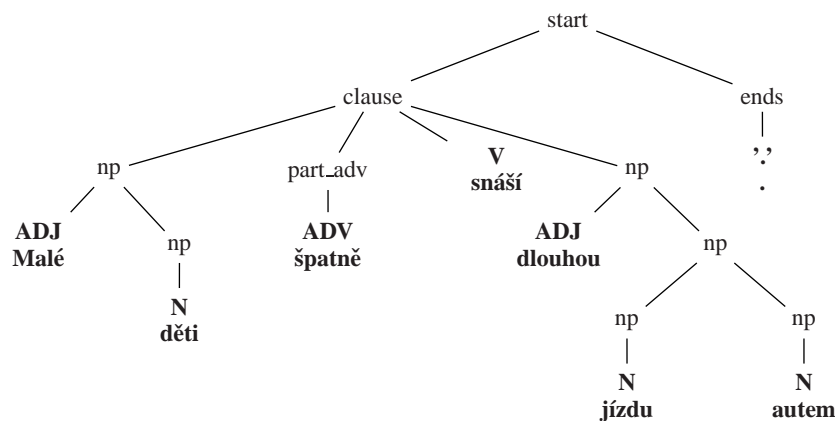 start
clause ends
np part_adv V np '.'
snáší .
ADJ np ADV ADJ np
Malé špatně dlouhou
N np np
děti
N N
jízdu autem